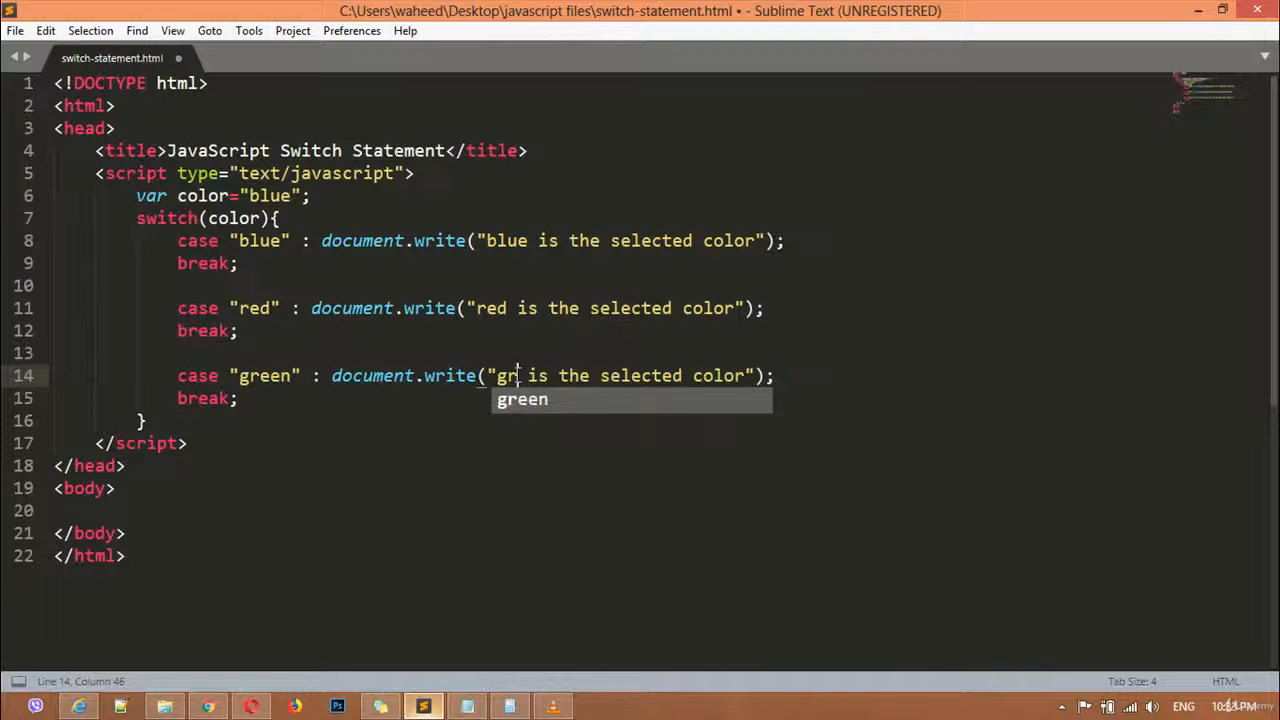 C:\Users\waheed\Desktop\javascript files\switch-statement.html • - Sublime Text (UNREGISTERED)
File Edit Selection Find View Goto Tools Project Preferences Help
switch-statement.html
1 <!DOCTYPE html>
2 <html>
3 <head>
4 <title>JavaScript Switch Statement</title>
5 <script type="text/javascript">
6 var color="blue";
7 switch(color){
8 case "blue" : document.write("blue is the selected color");
9 break;
10
11 case "red" : document.write("red is the selected color");
12 break;
13
14 case "green" : document.write("gr is the selected color");
green
15 break;
16 }
17 </script>
18 </head>
19 <body>
20
21 </body>
22 </html>
Line 14, Column 46 Tab Size: 4 HTML
Ps